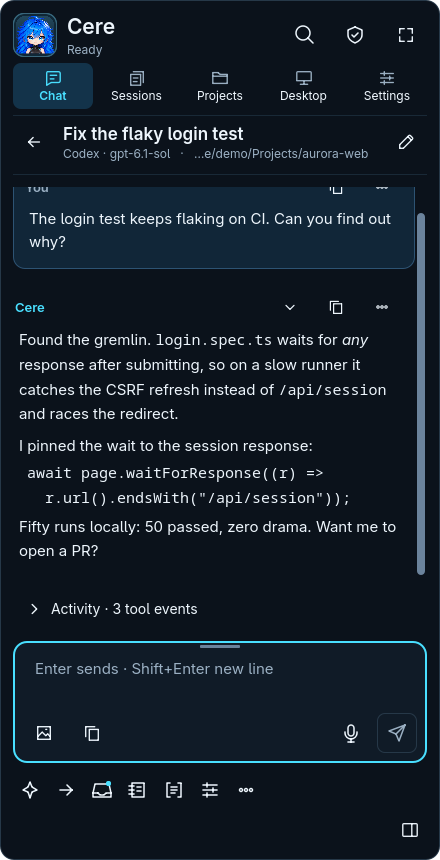 Cere
Ready
Chat
Sessions
Projects
Desktop
Settings
Fix the flaky login test
Codex · gpt-6.1-sol · ...e/demo/Projects/aurora-web
You
The login test keeps flaking on CI. Can you find out
why?
Cere
Found the gremlin. login.spec.ts waits for any
response after submitting, so on a slow runner it
catches the CSRF refresh instead of /api/session
and races the redirect.
I pinned the wait to the session response:
await page.waitForResponse((r) =>
r.url().endsWith("/api/session"));
Fifty runs locally: 50 passed, zero drama. Want me to
open a PR?
Activity · 3 tool events
Enter sends · Shift+Enter new line